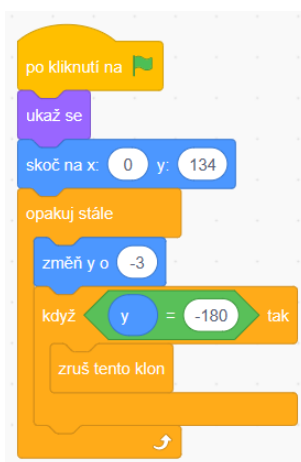 po kliknutí na
ukaž se
skoč na x: 0 y: 134
opakuj stále
změň y o -3
když y = -180 tak
zruš tento klon